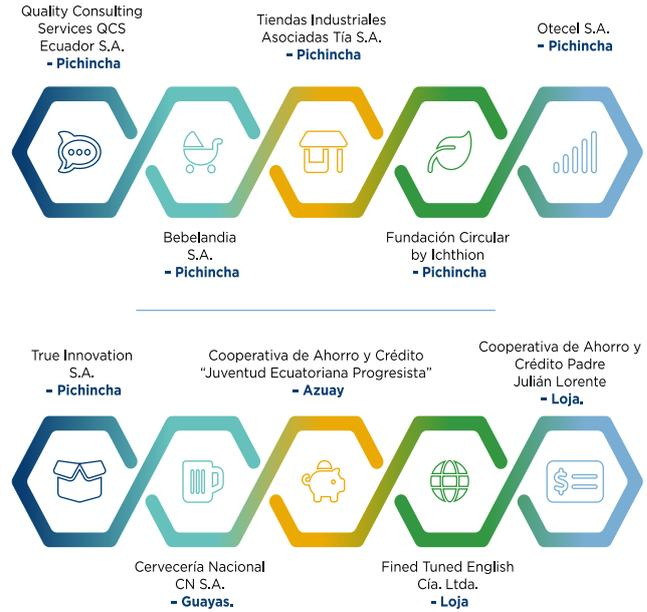 Quality Consulting
Services QCS
Ecuador S.A.
– Pichincha
Tiendas Industriales
Asociadas Tía S.A.
– Pichincha
Otecel S.A.
– Pichincha
Bebelandia
S.A.
– Pichincha
Fundación Circular
by Ichthion
– Pichincha
True Innovation
S.A.
– Pichincha
Cooperativa de Ahorro y Crédito
“Juventud Ecuatoriana Progresista”
– Azuay
Cooperativa de Ahorro y
Crédito Padre
Julián Lorente
– Loja.
$
Cervecería Nacional
CN S.A.
– Guayas.
Fined Tuned English
Cía. Ltda.
– Loja